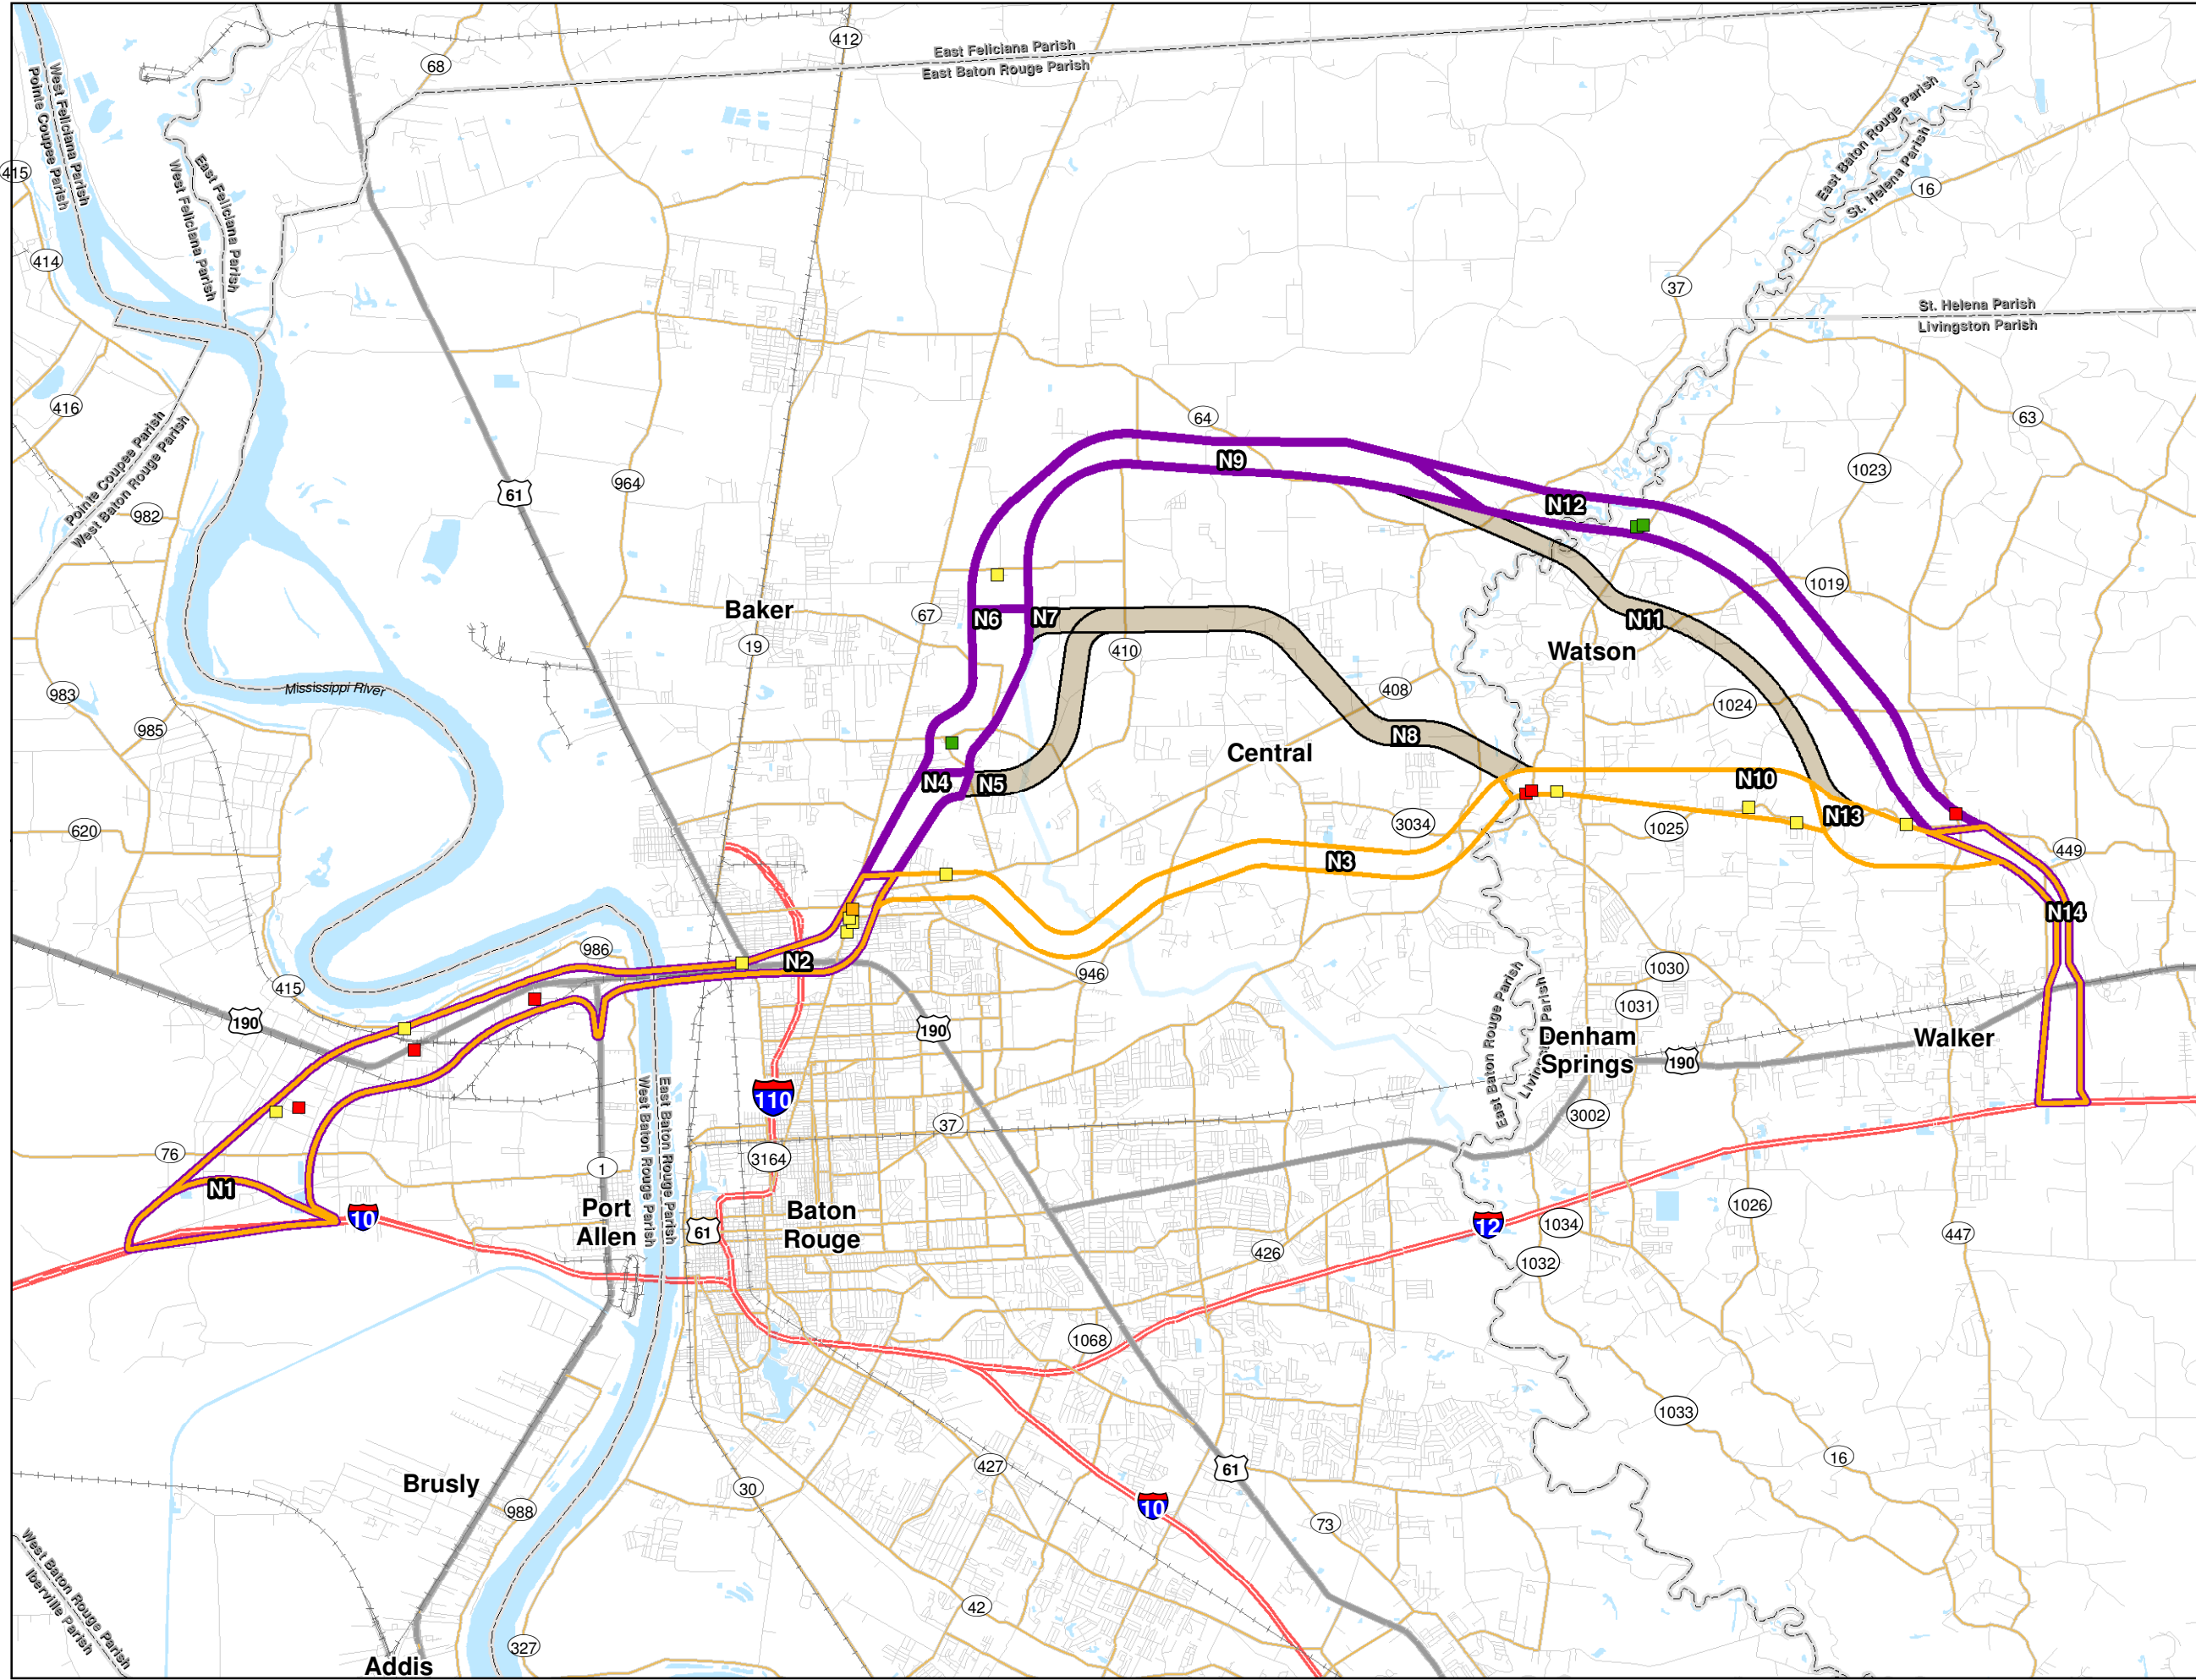 412
68
East Feliciana Parish
East Baton Rouge Parish
West Feliciana Parish
Pointe Coupee Parish
415
East Feliciana Parish
West Feliciana Parish
East Baton Rouge Parish
St. Helena Parish
16
414
37
St. Helena Parish
Livingston Parish
416
64
63
Pointe Coupee Parish
West Baton Rouge Parish
N9
1023
964
61
982
N12
1019
Baker
67
N6
N7
N11
19
410
Watson
983
Mississippi River
408
1024
985
N8
Central
N4
N5
N10
N13
620
3034
1025
449
N3
N14
986
N2
946
1030
415
1031
190
190
East Baton Rouge Parish
Livingston Parish
Denham
Springs
Walker
190
110
West Baton Rouge Parish
East Baton Rouge Parish
37
3002
76
3164
1
N1
10
Port
Allen
61
Baton
Rouge
12
1034
1026
447
426
1032
1068
1033
16
427
61
Brusly
30
10
988
73
West Baton Rouge Parish
Iberville Parish
42
327
Addis